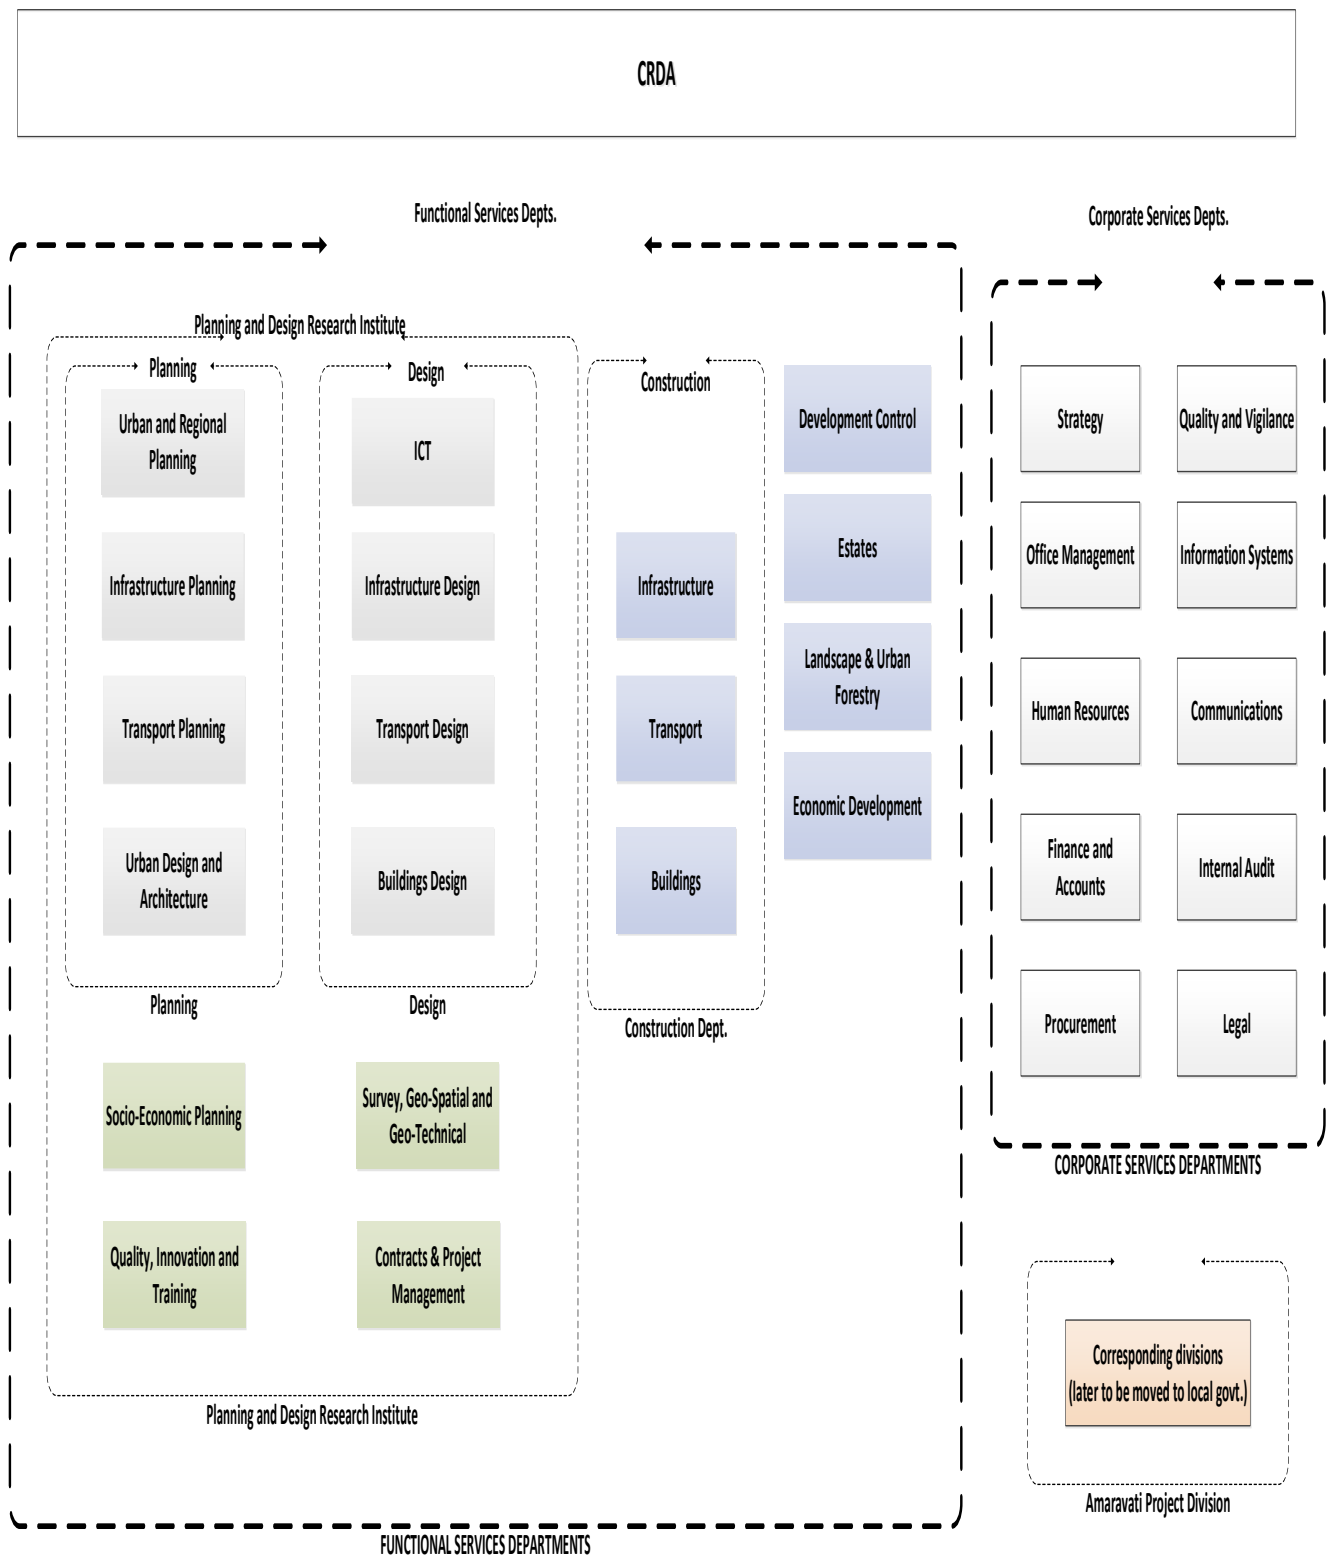 CRDA
Functional Services Depts.
Corporate Services Depts.
Planning and Design Research Institute
Planning
Urban and Regional
Planning
Infrastructure Planning
Transport Planning
Urban Design and
Architecture
Planning
Design
ICT
Infrastructure Design
Transport Design
Buildings Design
Design
Socio-Economic Planning
Survey, Geo-Spatial and
Geo-Technical
Quality, Innovation and
Training
Contracts & Project
Management
Planning and Design Research Institute
Construction
Infrastructure
Transport
Buildings
Construction Dept.
Development Control
Estates
Landscape & Urban
Forestry
Economic Development
FUNCTIONAL SERVICES DEPARTMENTS
Strategy
Quality and Vigilance
Office Management
Information Systems
Human Resources
Communications
Finance and
Accounts
Internal Audit
Procurement
Legal
CORPORATE SERVICES DEPARTMENTS
Corresponding divisions
(later to be moved to local govt.)
Amaravati Project Division